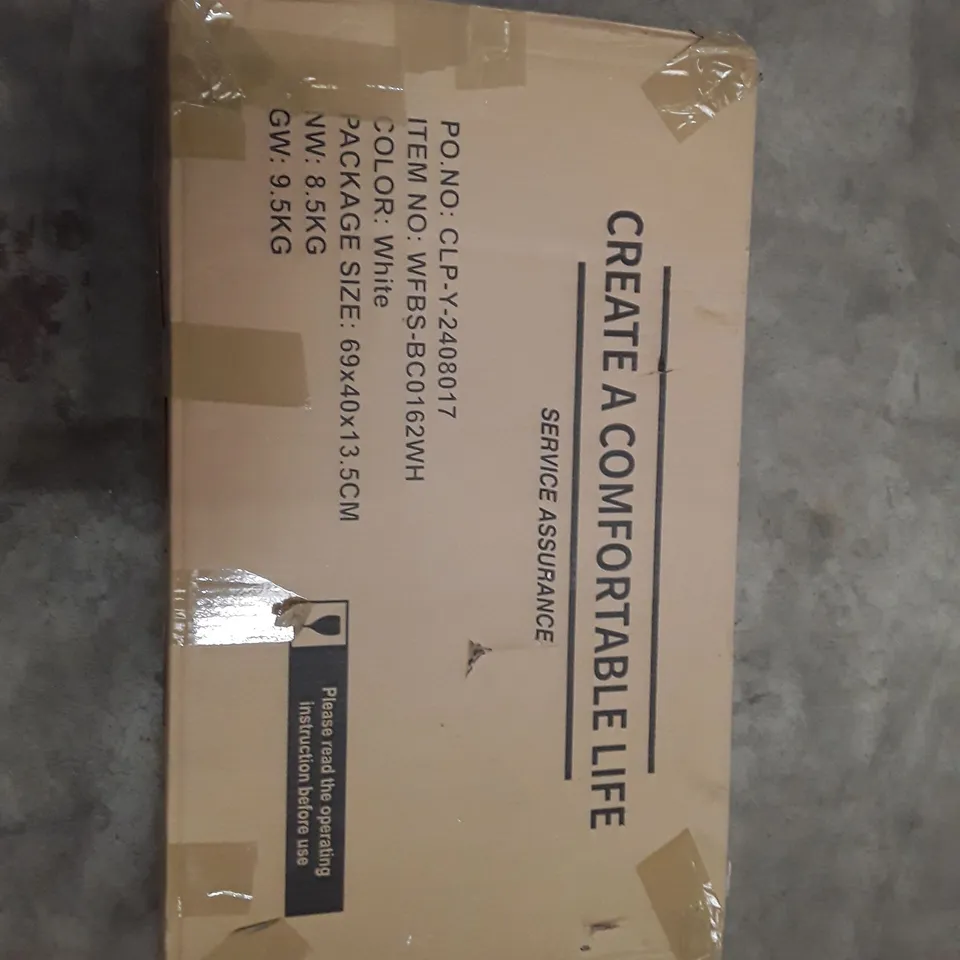 CREATE A COMFORTABLE LIFE
SERVICE ASSURANCE
PO.NO: CLP-Y-2408017
ITEM NO: WFBS-BC0162WH
COLOR: White
PACKAGE SIZE: 69x40x13.5CM
NW: 8.5KG
GW: 9.5KG
Please read the operating
instruction before use